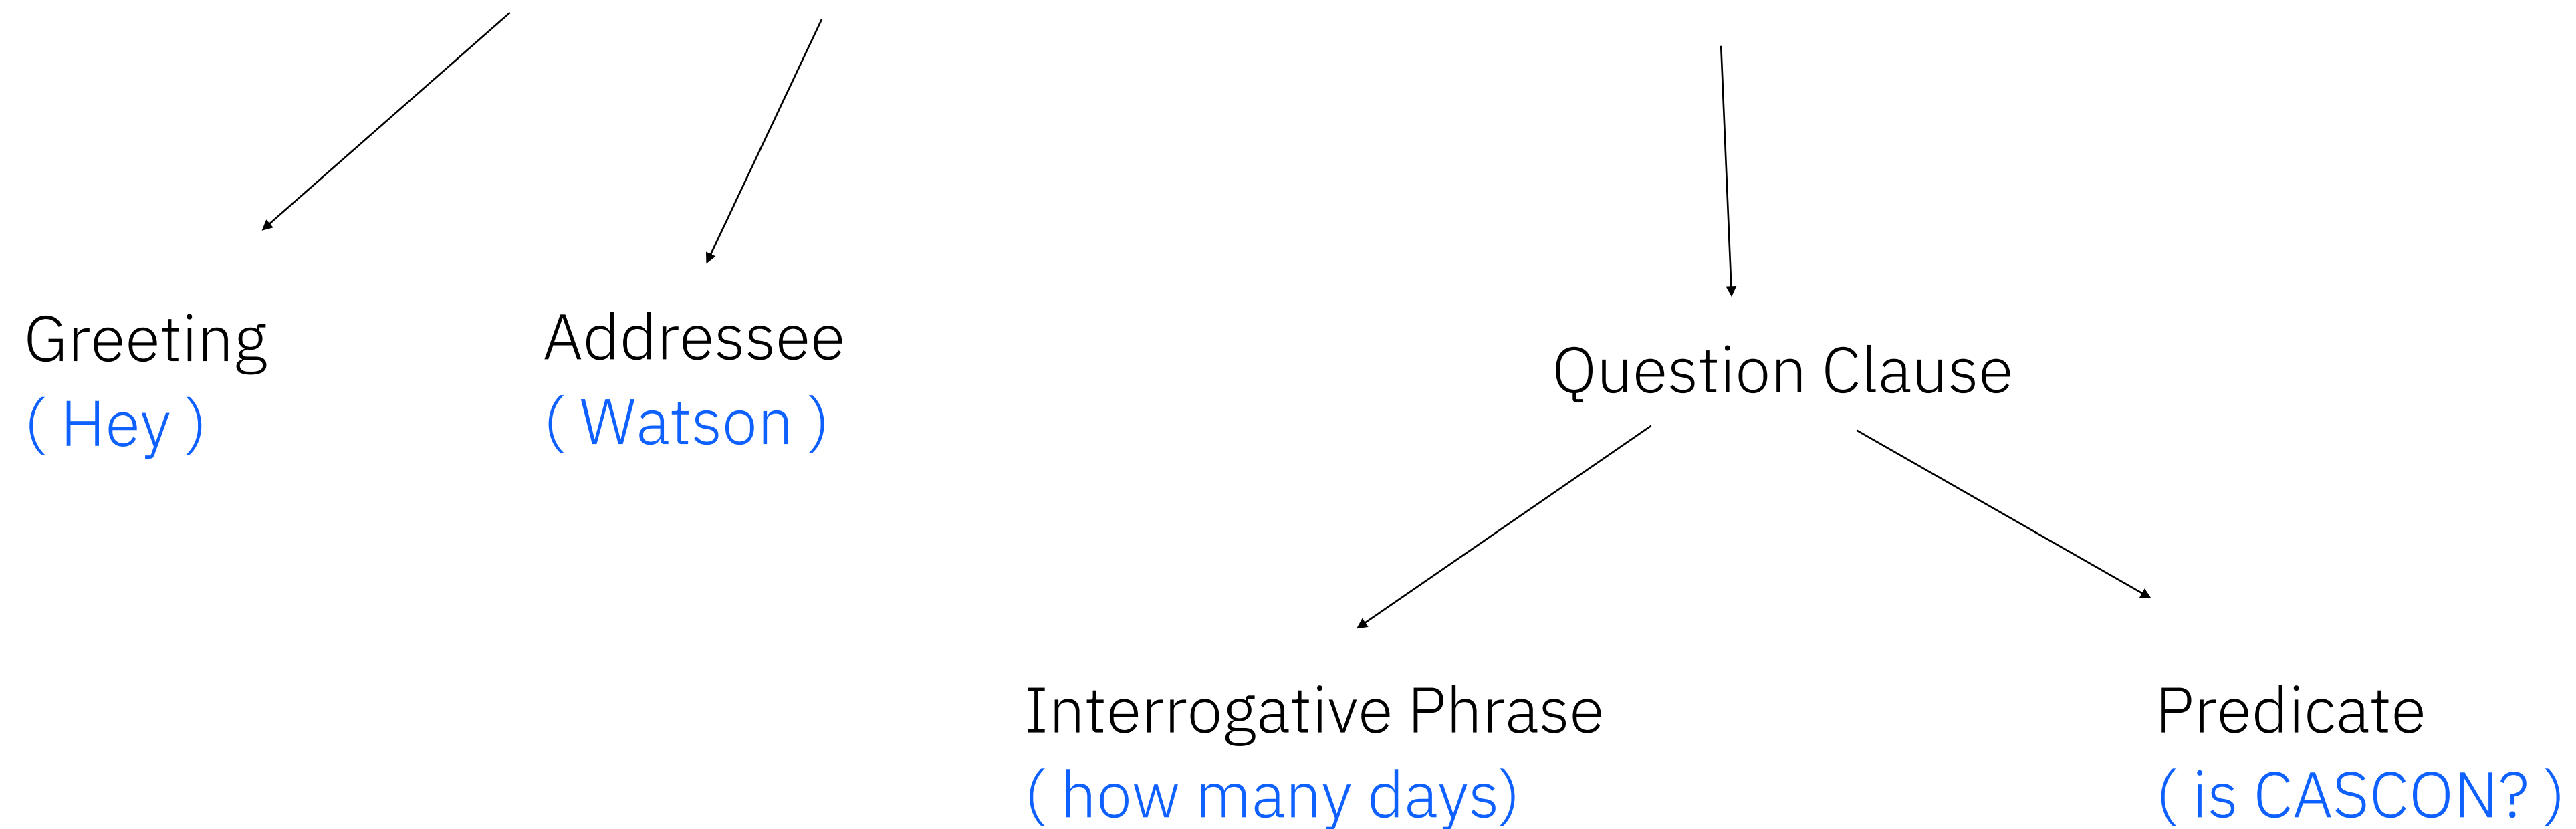 Greeting
( Hey )
Addressee
( Watson )
Question Clause
Interrogative Phrase
( how many days)
Predicate
( is CASCON? )